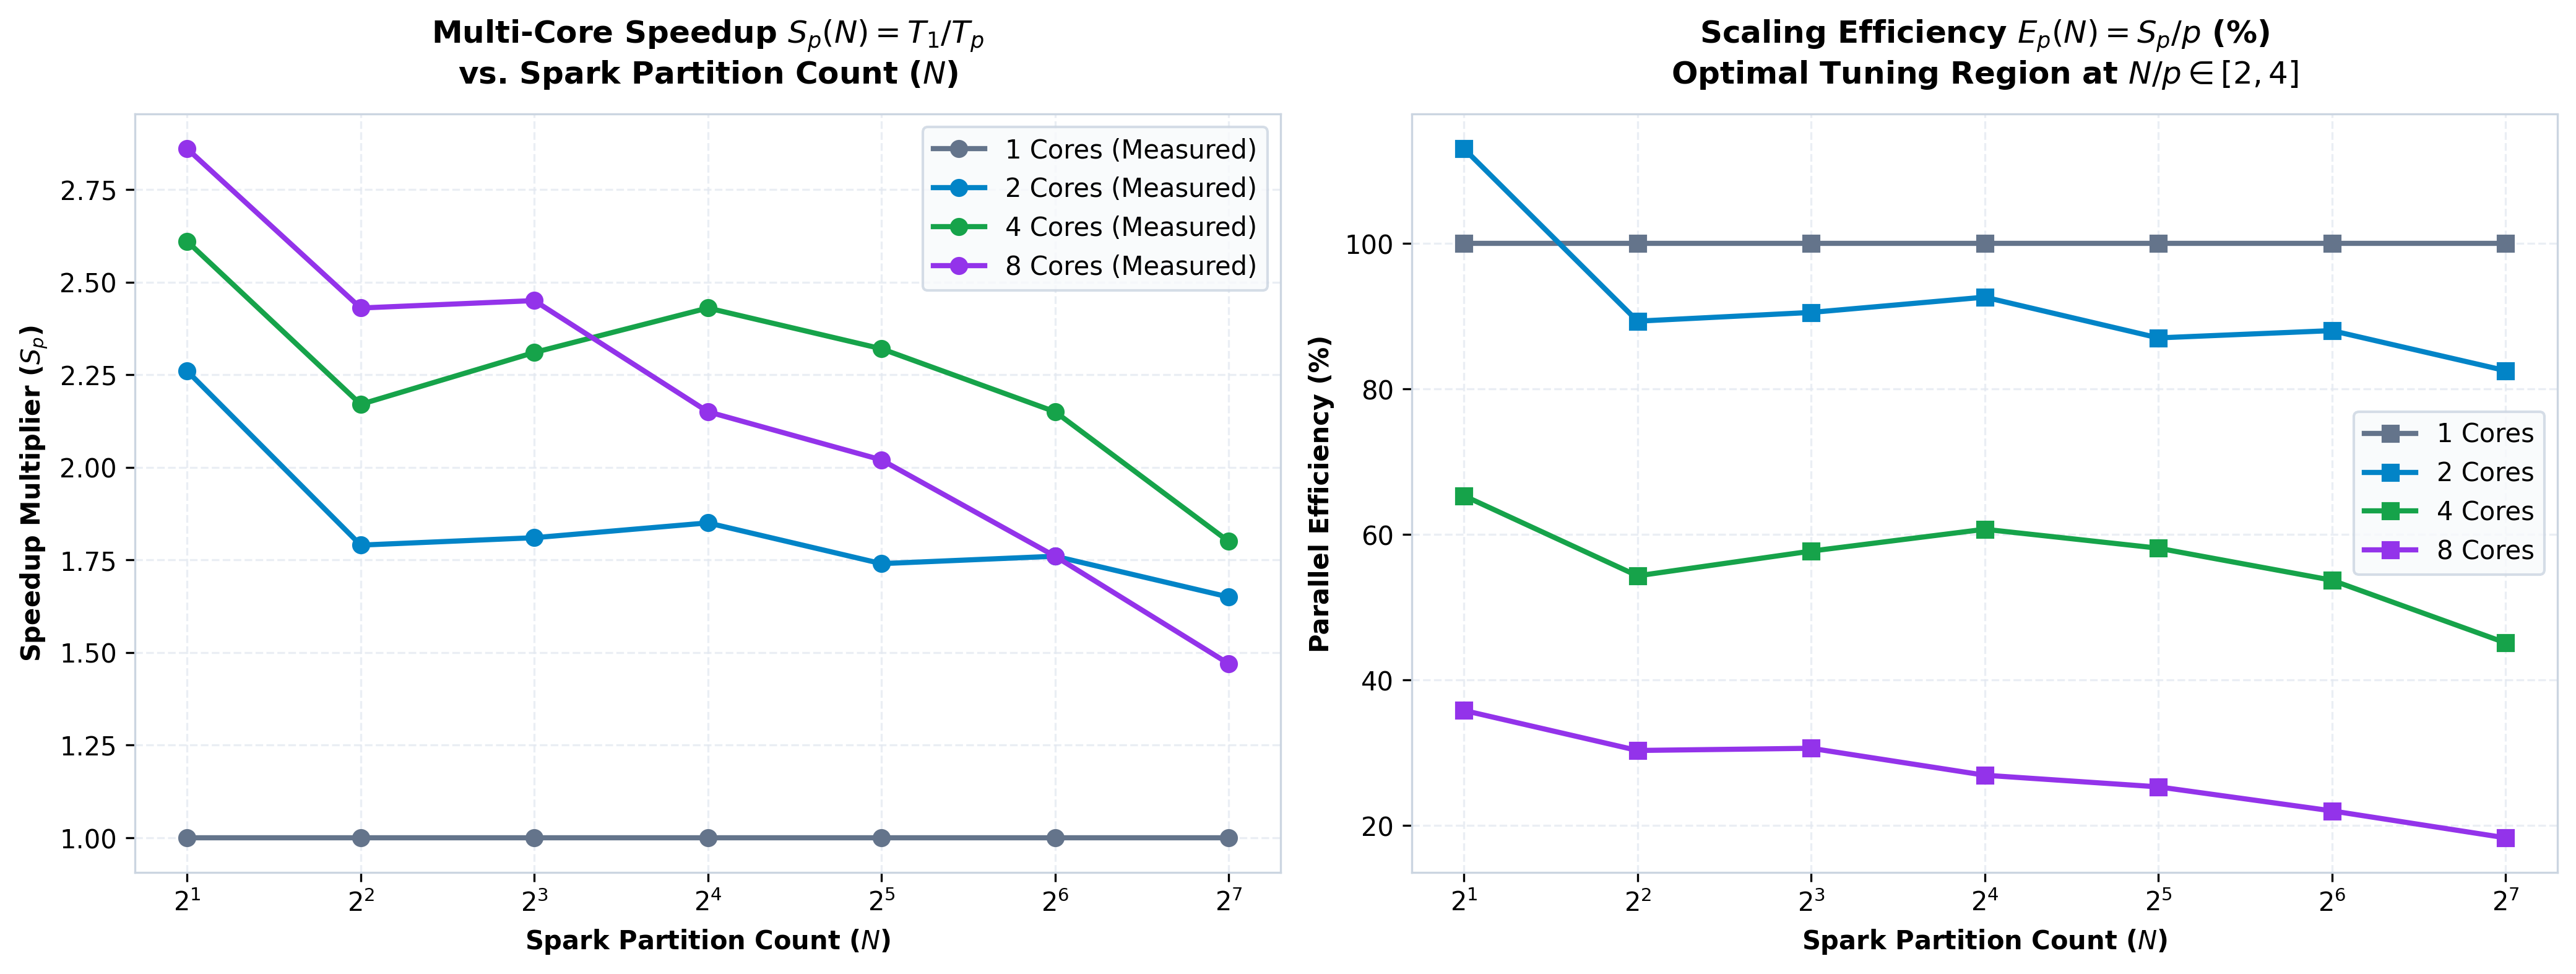 Multi-Core Speedup Sₚ(N) = T₁/Tₚ
vs. Spark Partition Count (N)
Speedup Multiplier (Sₚ)
2.75
2.50
2.25
2.00
1.75
1.50
1.25
1.00
1 Cores (Measured)
2 Cores (Measured)
4 Cores (Measured)
8 Cores (Measured)
2¹ 2² 2³ 2⁴ 2⁵ 2⁶ 2⁷
Spark Partition Count (N)
Scaling Efficiency Eₚ(N) = Sₚ/p (%)
Optimal Tuning Region at N/p ∈ [2, 4]
Parallel Efficiency (%)
100
80
60
40
20
1 Cores
2 Cores
4 Cores
8 Cores
2¹ 2² 2³ 2⁴ 2⁵ 2⁶ 2⁷
Spark Partition Count (N)